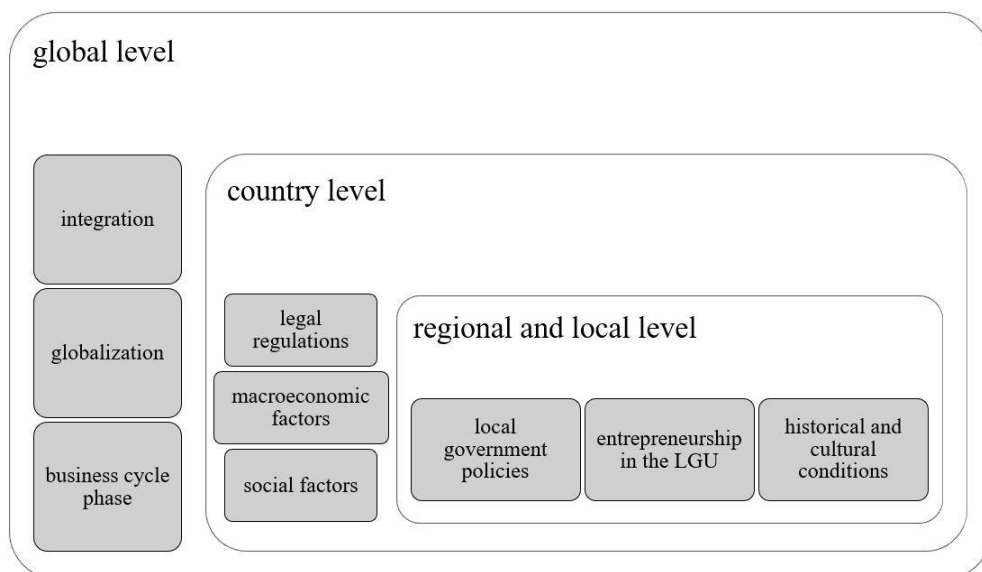 global level
integration
globalization
business cycle
phase
country level
legal
regulations
macroeconomic
factors
social factors
regional and local level
local
government
policies
entrepreneurship
in the LGU
historical and
cultural
conditions